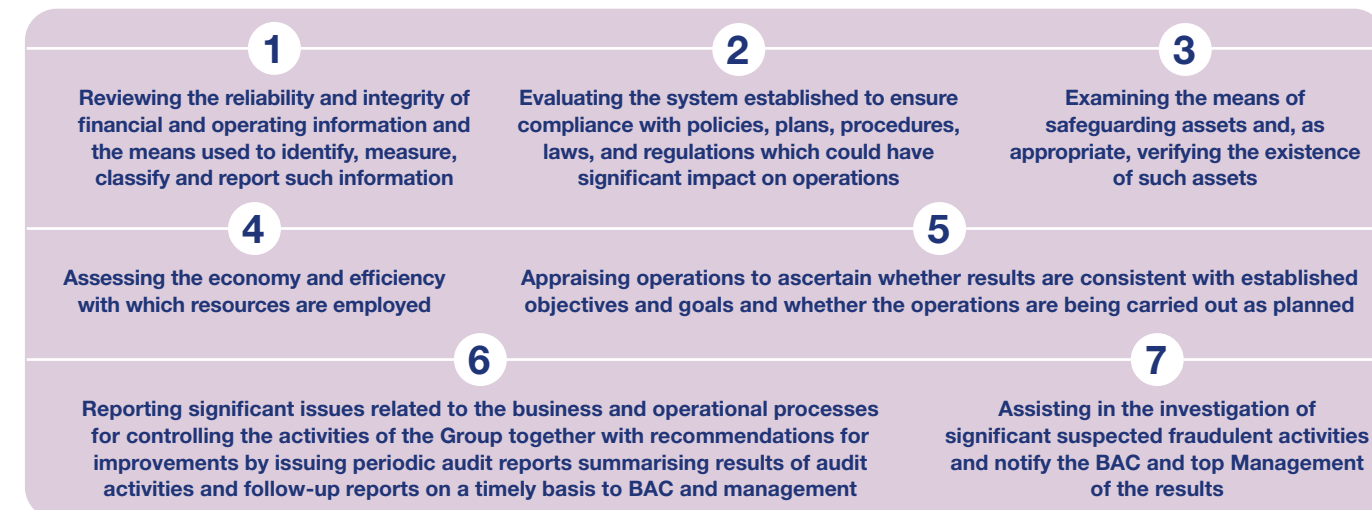 1
Reviewing the reliability and integrity of
financial and operating information and
the means used to identify, measure,
classify and report such information
2
Evaluating the system established to ensure
compliance with policies, plans, procedures,
laws, and regulations which could have
significant impact on operations
3
Examining the means of
safeguarding assets and, as
appropriate, verifying the existence
of such assets
4
Assessing the economy and efficiency
with which resources are employed
5
Appraising operations to ascertain whether results are consistent with established
objectives and goals and whether the operations are being carried out as planned
6
Reporting significant issues related to the business and operational processes
for controlling the activities of the Group together with recommendations for
improvements by issuing periodic audit reports summarising results of audit
activities and follow-up reports on a timely basis to BAC and management
7
Assisting in the investigation of
significant suspected fraudulent activities
and notify the BAC and top Management
of the results